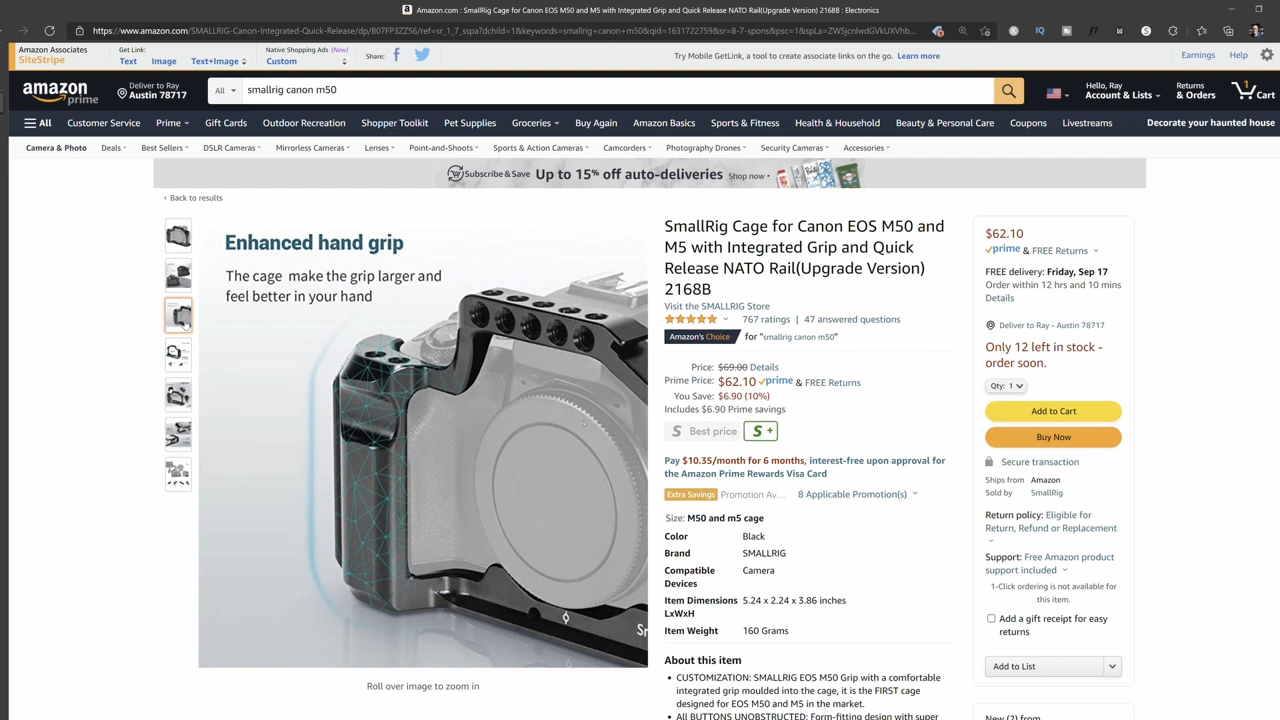 Amazon.com : SmallRig Cage for Canon EOS M50 and M5 with Integrated Grip and Quick Release NATO Rail(Upgrade Version) 2168B : Electronics
https://www.amazon.com/SMALLRIG-Canon-Integrated-Quick-Release/dp/B07FP3ZZS6/ref=sr_1_7_sspa?dchild=1&keywords=smallrig+canon+m50&qid=1631722759&sr=8-7-spons&psc=1&spLa=ZW5jcnlwdGVkUXVhb...
Amazon Associates
SiteStripe
Get Link:
Text Image Text+Image
Native Shopping Ads (New)
Custom
Share:
Try Mobile GetLink, a tool to create associate links on the go. Learn more
Earnings Help
amazon prime
Deliver to Ray
Austin 78717
All smallrig canon m50
Hello, Ray
Account & Lists
Returns
& Orders
1
Cart
All Customer Service Prime Gift Cards Outdoor Recreation Shopper Toolkit Pet Supplies Groceries Buy Again Amazon Basics Sports & Fitness Health & Household Beauty & Personal Care Coupons Livestreams Decorate your haunted house
Camera & Photo Deals Best Sellers DSLR Cameras Mirrorless Cameras Lenses Point-and-Shoots Sports & Action Cameras Camcorders Photography Drones Security Cameras Accessories
Subscribe & Save Up to 15% off auto-deliveries Shop now
‹ Back to results
Enhanced hand grip
The cage make the grip larger and
feel better in your hand
Sr
Roll over image to zoom in
SmallRig Cage for Canon EOS M50 and
M5 with Integrated Grip and Quick
Release NATO Rail(Upgrade Version)
2168B
Visit the SMALLRIG Store
767 ratings | 47 answered questions
Amazon's Choice for "smallrig canon m50"
Price: $69.00 Details
Prime Price: $62.10 prime & FREE Returns
You Save: $6.90 (10%)
Includes $6.90 Prime savings
S Best price S +
Pay $10.35/month for 6 months, interest-free upon approval for
the Amazon Prime Rewards Visa Card
Extra Savings Promotion Av... 8 Applicable Promotion(s)
Size: M50 and m5 cage
Color Black
Brand SMALLRIG
Compatible Camera
Devices
Item Dimensions 5.24 x 2.24 x 3.86 inches
LxWxH
Item Weight 160 Grams
About this item
• CUSTOMIZATION: SMALLRIG EOS M50 Grip with a comfortable
integrated grip moulded into the cage, it is the FIRST cage
designed for EOS M50 and M5 in the market.
• All BUTTONS UNOBSTRUCTED: Form-fitting design with super
$62.10
prime & FREE Returns
FREE delivery: Friday, Sep 17
Order within 12 hrs and 10 mins
Details
Deliver to Ray - Austin 78717
Only 12 left in stock -
order soon.
Qty: 1
Add to Cart
Buy Now
Secure transaction
Ships from Amazon
Sold by SmallRig
Return policy: Eligible for
Return, Refund or Replacement
Support: Free Amazon product
support included
1-Click ordering is not available for
this item.
Add a gift receipt for easy
returns
Add to List
New (2) from